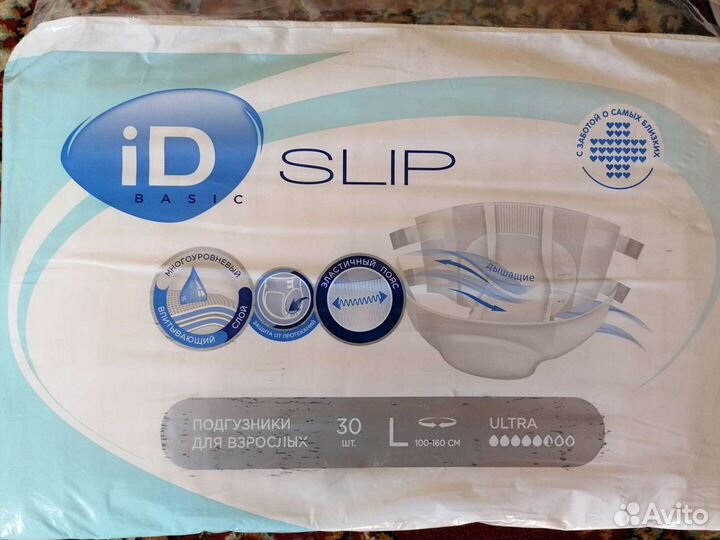 iD
BASIC
SLIP
С ЗАБОТОЙ О САМЫХ БЛИЗКИХ
МНОГОУРОВНЕВЫЙ
ВПИТЫВАЮЩИЙ СЛОЙ
ЗАЩИТА ОТ ПРОТЕКАНИЙ
ЭЛАСТИЧНЫЙ ПОЯС
дышащие
ПОДГУЗНИКИ
ДЛЯ ВЗРОСЛЫХ
30
ШТ.
L
100-160 СМ
ULTRA
Avito